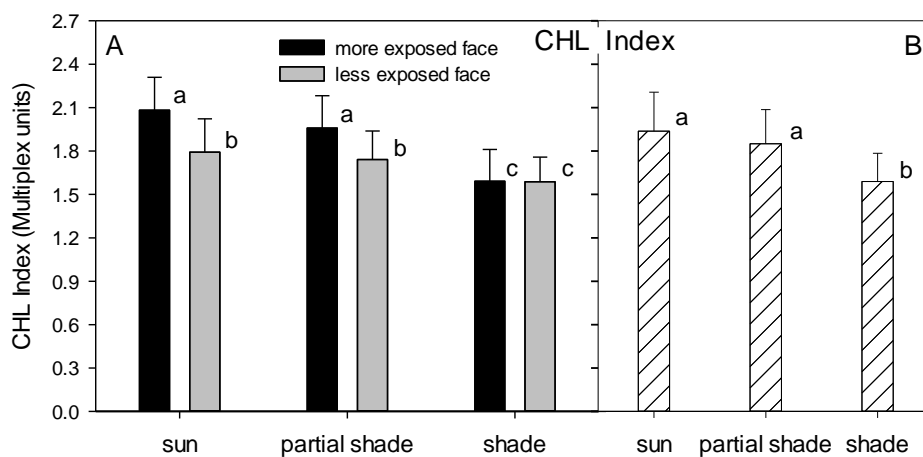 A
CHL Index
B
more exposed face
less exposed face
CHL Index (Multiplex units)
2.7
2.4
2.1
1.8
1.5
1.2
0.9
0.6
0.3
0.0
a
b
a
b
c
c
a
a
b
sun
partial shade
shade
sun
partial shade
shade